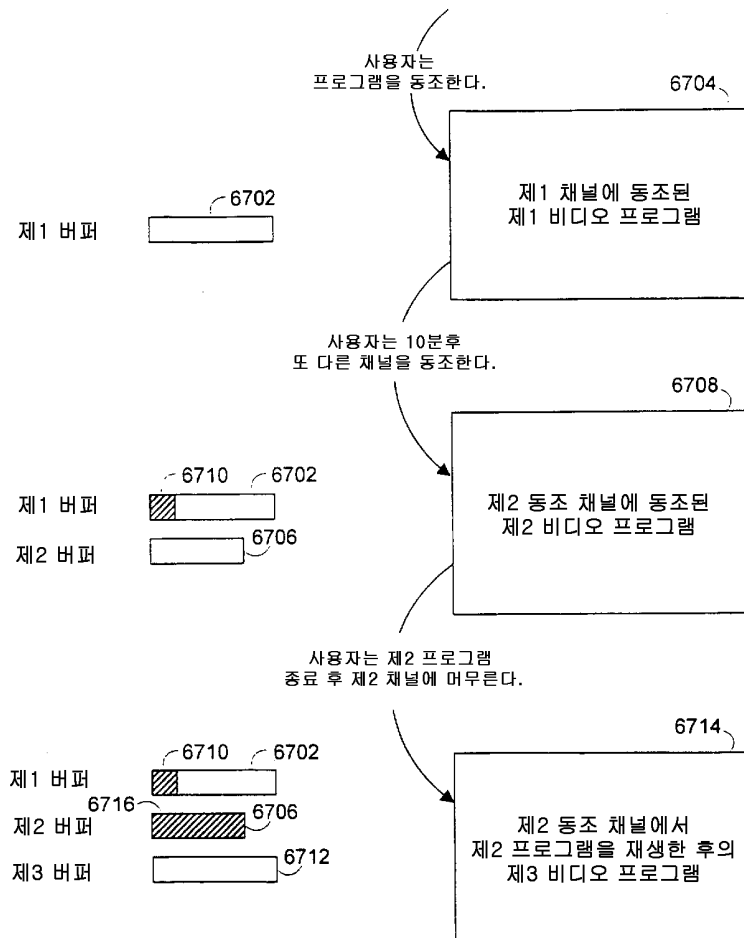 사용자는
프로그램을 동조한다.
6704
제1 채널에 동조된
제1 비디오 프로그램
6702
제1 버퍼
사용자는 10분후
또 다른 채널을 동조한다.
6708
제2 동조 채널에 동조된
제2 비디오 프로그램
6710
6702
제1 버퍼
6706
제2 버퍼
사용자는 제2 프로그램
종료 후 제2 채널에 머무른다.
6714
제2 동조 채널에서
제2 프로그램을 재생한 후의
제3 비디오 프로그램
6710
6702
제1 버퍼
6716
6706
제2 버퍼
6712
제3 버퍼